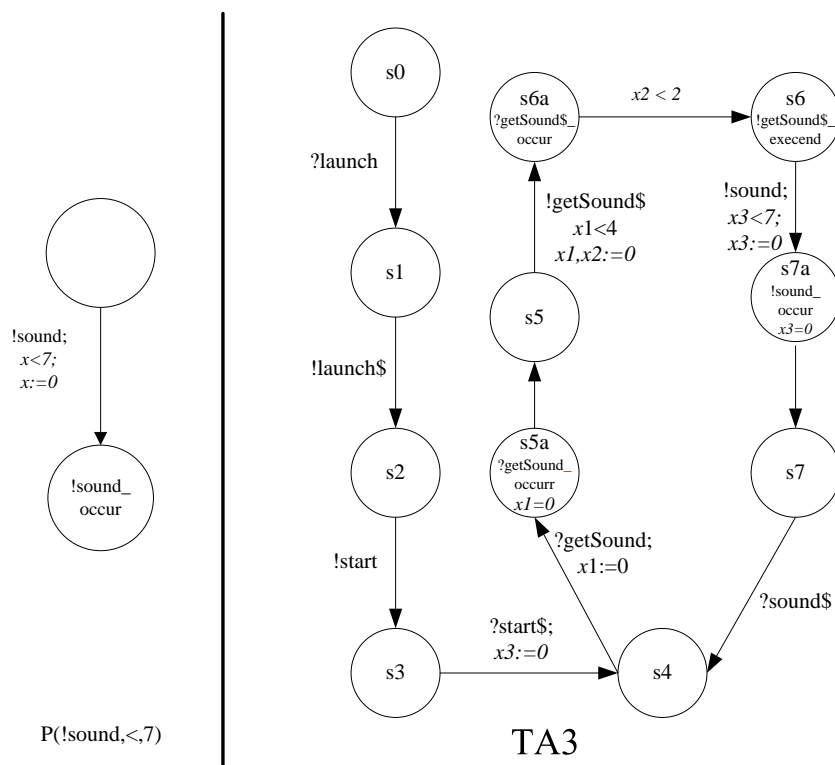 !sound;
x<7;
x:=0
!sound_
occur
P(!sound,<,7)
s0
?launch
s1
!launch$
s2
!start
s3
?start$;
x3:=0
s4
?getSound;
x1:=0
s5a
?getSound_
occurr
x1=0
s5
!getSound$
x1<4
x1,x2:=0
s6a
?getSound$_
occur
x2 < 2
s6
!getSound$_
execend
!sound;
x3<7;
x3:=0
s7a
!sound_
occur
x3=0
s7
?sound$
TA3